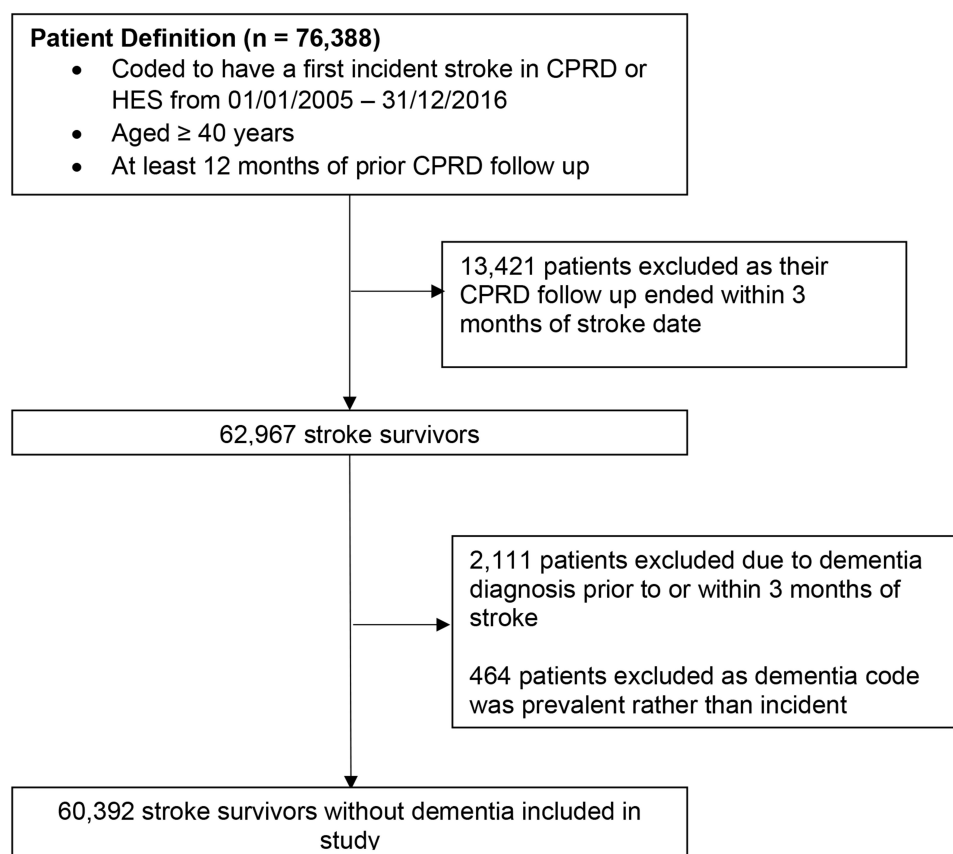 Patient Definition (n = 76,388)
• Coded to have a first incident stroke in CPRD or
HES from 01/01/2005 – 31/12/2016
• Aged ≥ 40 years
• At least 12 months of prior CPRD follow up
13,421 patients excluded as their
CPRD follow up ended within 3
months of stroke date
62,967 stroke survivors
2,111 patients excluded due to dementia
diagnosis prior to or within 3 months of
stroke
464 patients excluded as dementia code
was prevalent rather than incident
60,392 stroke survivors without dementia included in
study